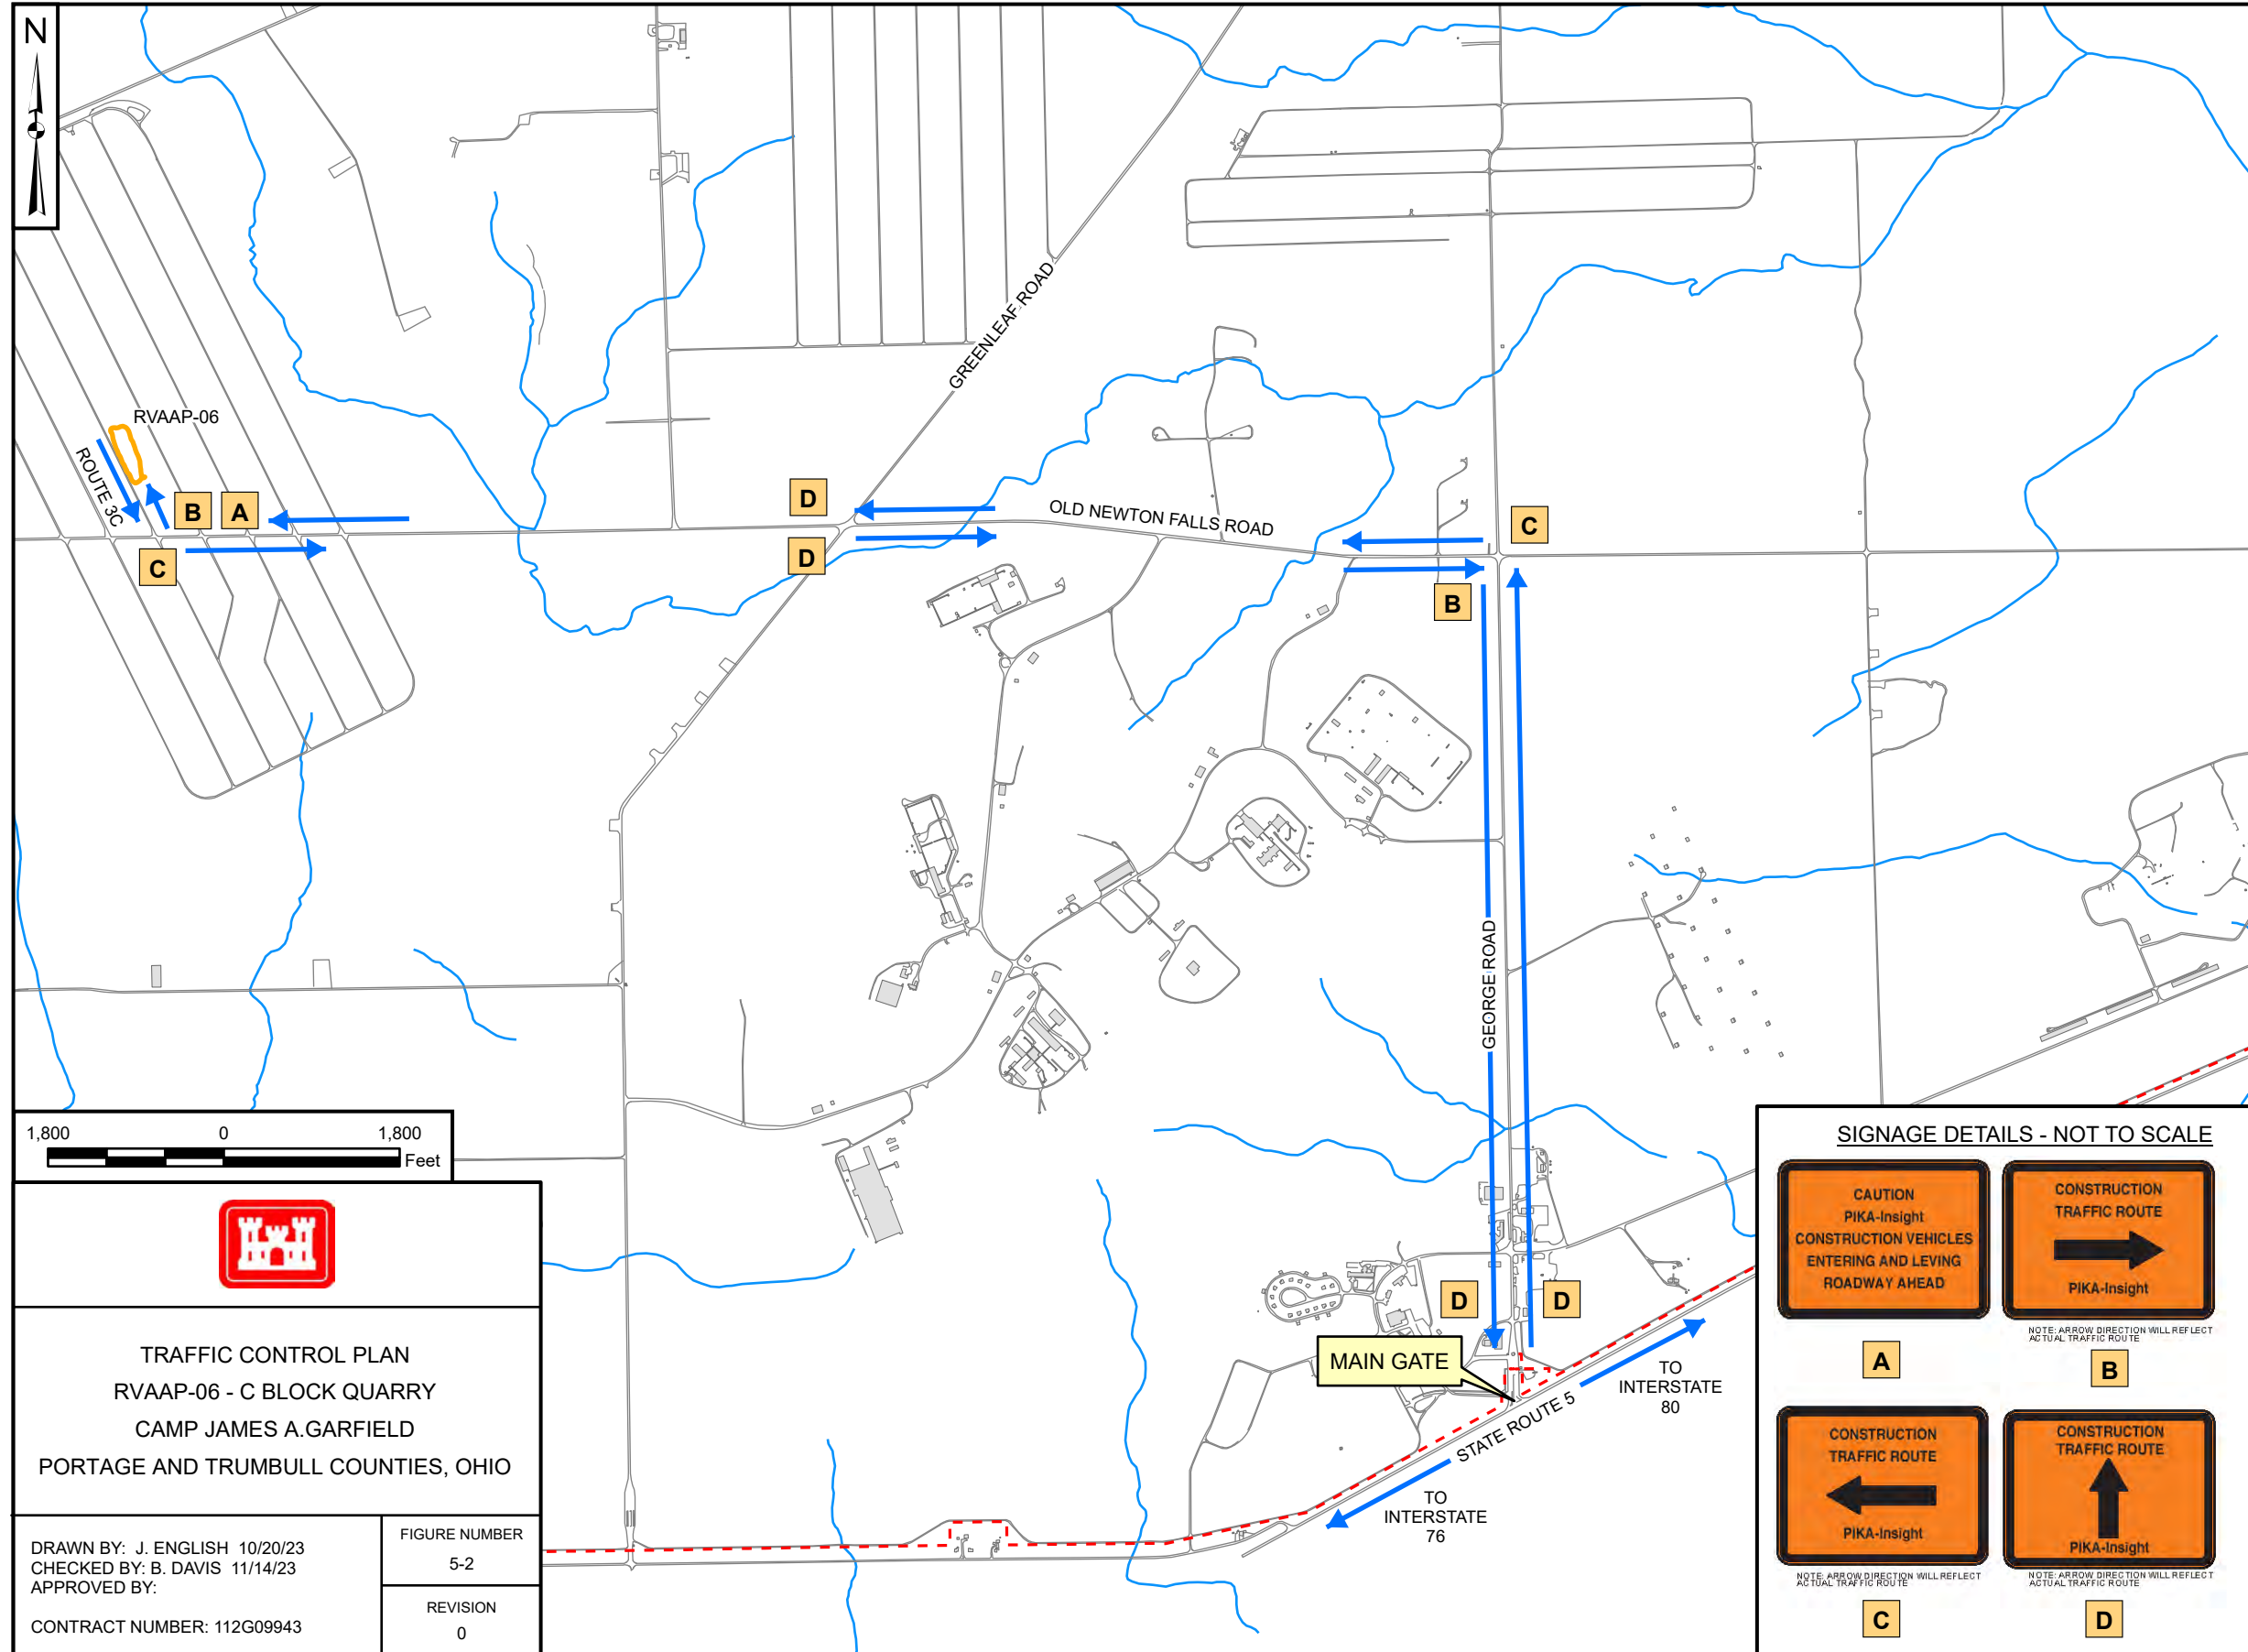 N
GREENLEAF ROAD
RVAAP-06
ROUTE 3C
B
A
C
D
D
OLD NEWTON FALLS ROAD
C
B
GEORGE ROAD
D
D
MAIN GATE
STATE ROUTE 5
TO
INTERSTATE
80
TO
INTERSTATE
76
1,800
0
1,800
Feet
TRAFFIC CONTROL PLAN
RVAAP-06 - C BLOCK QUARRY
CAMP JAMES A.GARFIELD
PORTAGE AND TRUMBULL COUNTIES, OHIO
DRAWN BY: J. ENGLISH 10/20/23
CHECKED BY: B. DAVIS 11/14/23
APPROVED BY:
CONTRACT NUMBER: 112G09943
FIGURE NUMBER
5-2
REVISION
0
SIGNAGE DETAILS - NOT TO SCALE
CAUTION
PIKA-Insight
CONSTRUCTION VEHICLES
ENTERING AND LEVING
ROADWAY AHEAD
A
CONSTRUCTION
TRAFFIC ROUTE
PIKA-Insight
NOTE: ARROW DIRECTION WILL REFLECT
ACTUAL TRAFFIC ROUTE
B
CONSTRUCTION
TRAFFIC ROUTE
PIKA-Insight
NOTE: ARROW DIRECTION WILL REFLECT
ACTUAL TRAFFIC ROUTE
C
CONSTRUCTION
TRAFFIC ROUTE
PIKA-Insight
NOTE: ARROW DIRECTION WILL REFLECT
ACTUAL TRAFFIC ROUTE
D